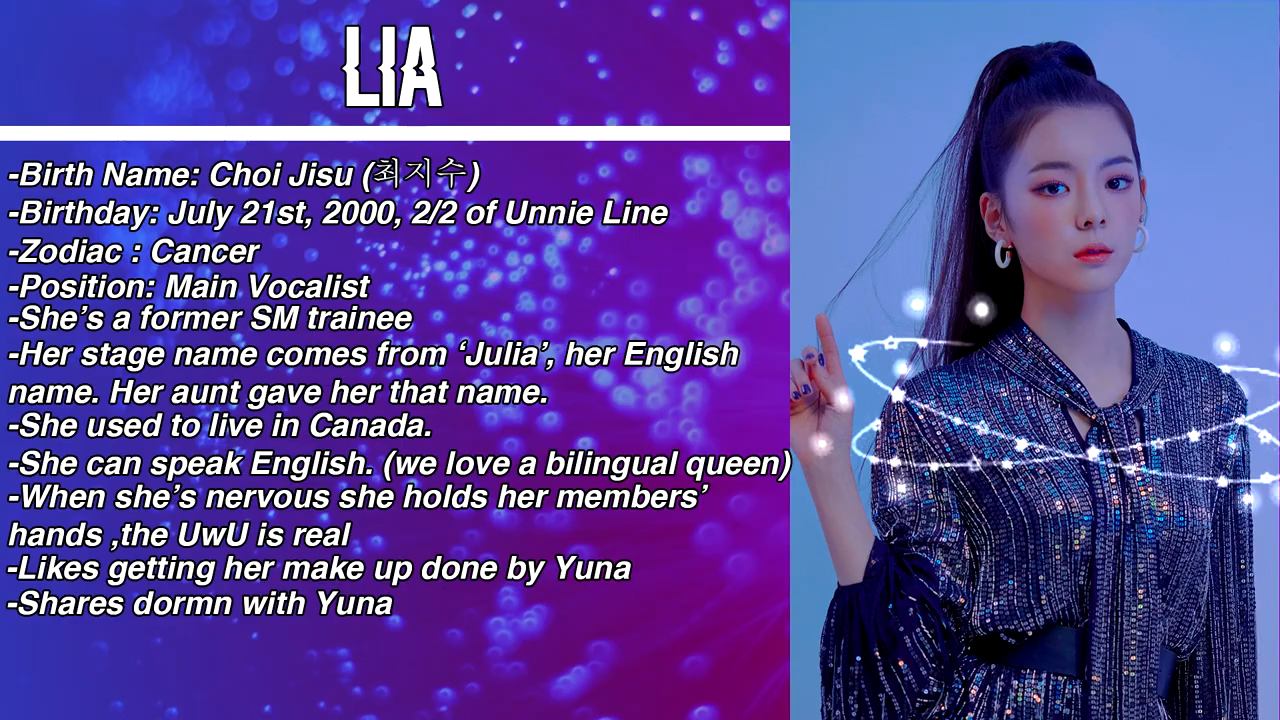 LIA
-Birth Name: Choi Jisu (최지수)
-Birthday: July 21st, 2000, 2/2 of Unnie Line
-Zodiac : Cancer
-Position: Main Vocalist
-She’s a former SM trainee
-Her stage name comes from ‘Julia’, her English
name. Her aunt gave her that name.
-She used to live in Canada.
-She can speak English. (we love a bilingual queen)
-When she’s nervous she holds her members’
hands ,the UwU is real
-Likes getting her make up done by Yuna
-Shares dormn with Yuna